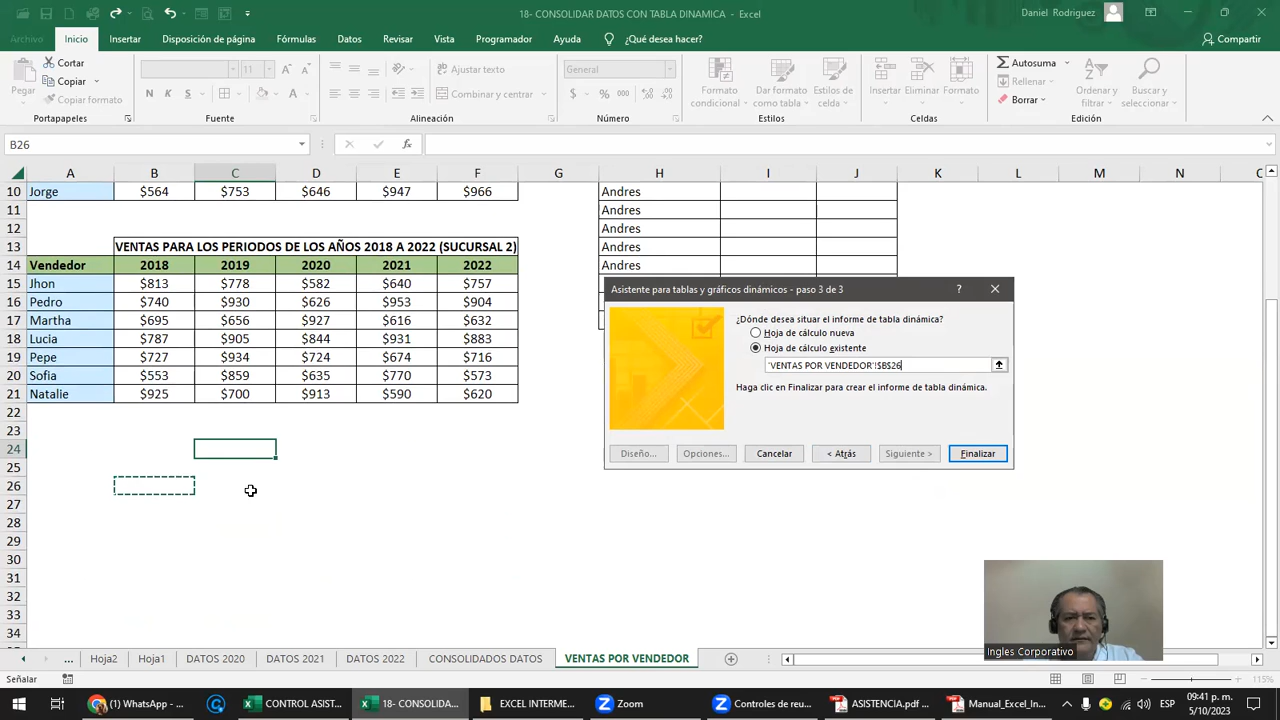 18- CONSOLIDAR DATOS CON TABLA DINAMICA - Excel
Daniel Rodriguez
Archivo Inicio Insertar Disposición de página Fórmulas Datos Revisar Vista Programador Ayuda ¿Qué desea hacer? Compartir
Pegar
Cortar
Copiar
Copiar formato
Portapapeles
11
N K S
Fuente
Ajustar texto
Combinar y centrar
Alineación
General
$ % 000
Número
Formato condicional
Dar formato como tabla
Estilos de celda
Estilos
Insertar Eliminar Formato
Celdas
Autosuma
Rellenar
Borrar
Ordenar y filtrar
Buscar y seleccionar
Edición
B26
fx
A B C D E F G H I J K L M N
10 Jorge $564 $753 $646 $947 $966 Andres
11 Andres
12 Andres
13 VENTAS PARA LOS PERIODOS DE LOS AÑOS 2018 A 2022 (SUCURSAL 2) Andres
14 Vendedor 2018 2019 2020 2021 2022 Andres
15 Jhon $813 $778 $582 $640 $757
16 Pedro $740 $930 $626 $953 $904
17 Martha $695 $656 $927 $616 $632
18 Lucia $787 $905 $844 $931 $883
19 Pepe $727 $934 $724 $674 $716
20 Sofia $553 $859 $635 $770 $573
21 Natalie $925 $700 $913 $590 $620
22
23
24
25
26
27
28
29
30
31
32
33
34
Asistente para tablas y gráficos dinámicos - paso 3 de 3
?
¿Dónde desea situar el informe de tabla dinámica?
Hoja de cálculo nueva
Hoja de cálculo existente
'VENTAS POR VENDEDOR'!$B$26
Haga clic en Finalizar para crear el informe de tabla dinámica.
Diseño... Opciones... Cancelar < Atrás Siguiente > Finalizar
Ingles Corporativo
... Hoja2 Hoja1 DATOS 2020 DATOS 2021 DATOS 2022 CONSOLIDADOS DATOS VENTAS POR VENDEDOR
Señalar
115%
(1) WhatsApp - ...
CONTROL ASIST...
18- CONSOLIDA...
EXCEL INTERME...
Zoom
Controles de reu...
ASISTENCIA.pdf ...
Manual_Excel_In...
ESP
09:41 p. m.
5/10/2023